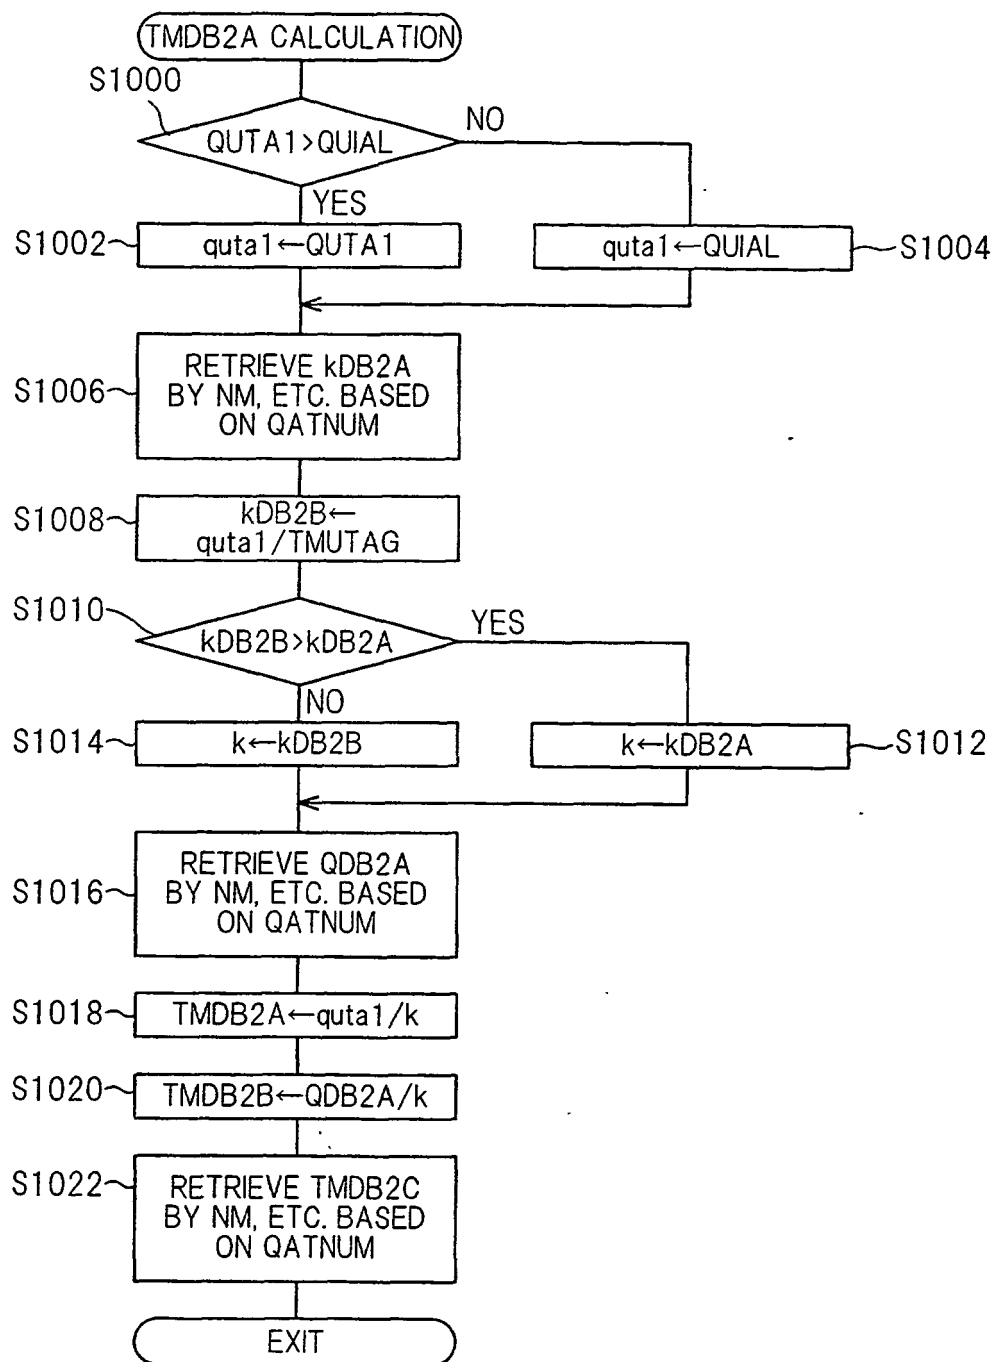 TMDB2A CALCULATION
S1000
QUTA1>QUIAL
NO
YES
S1002
quta1←QUTA1
quta1←QUIAL
S1004
S1006
RETRIEVE kDB2A
BY NM, ETC. BASED
ON QATNUM
S1008
kDB2B←
quta1/TMUTAG
S1010
kDB2B>kDB2A
YES
NO
S1014
k←kDB2B
k←kDB2A
S1012
S1016
RETRIEVE QDB2A
BY NM, ETC. BASED
ON QATNUM
S1018
TMDB2A←quta1/k
S1020
TMDB2B←QDB2A/k
S1022
RETRIEVE TMDB2C
BY NM, ETC. BASED
ON QATNUM
EXIT